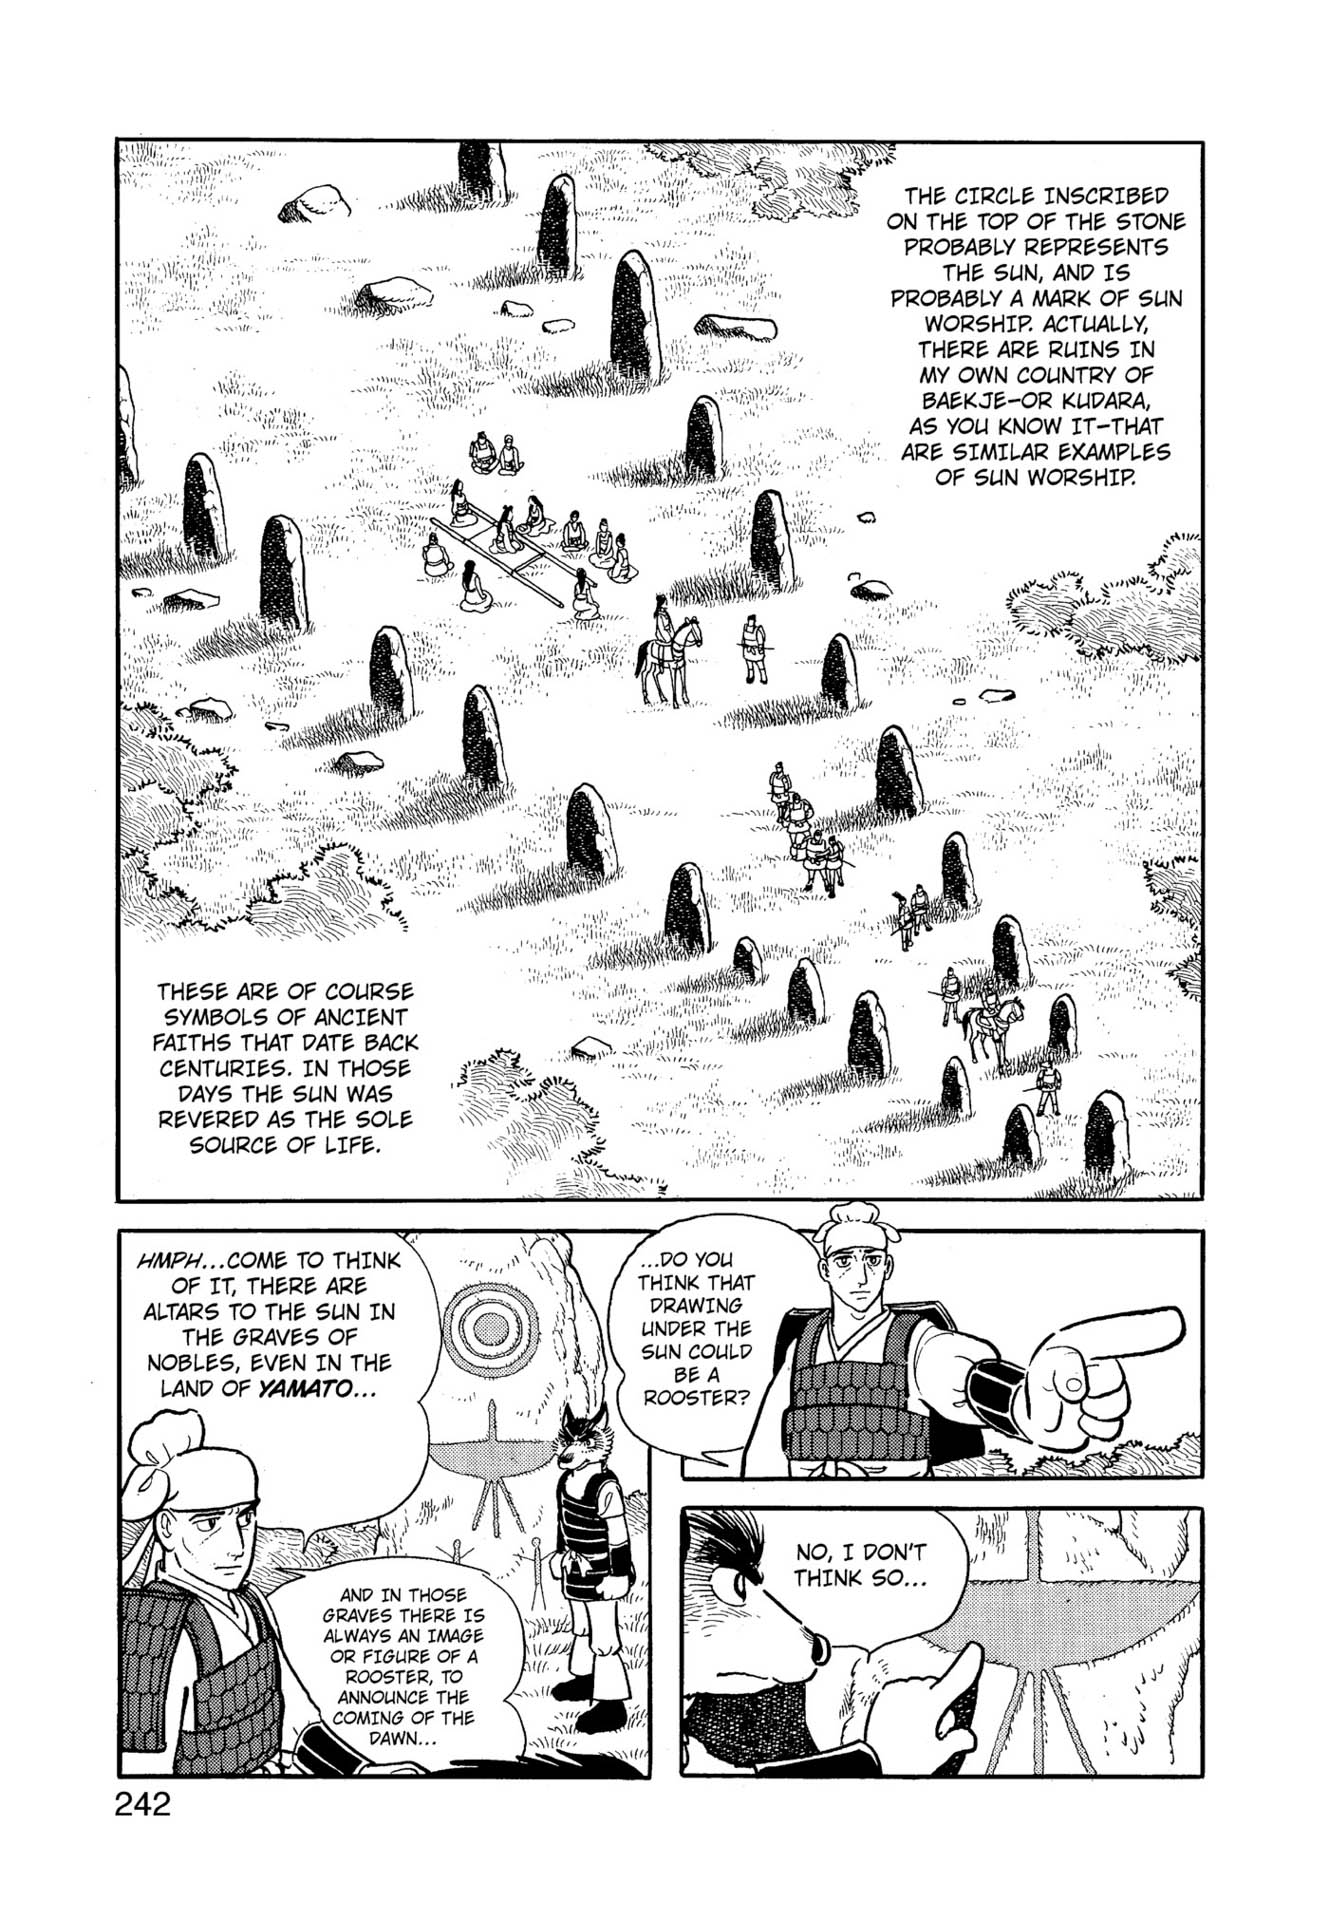 THE CIRCLE INSCRIBED
ON THE TOP OF THE STONE
PROBABLY REPRESENTS
THE SUN, AND IS
PROBABLY A MARK OF SUN
WORSHIP. ACTUALLY,
THERE ARE RUINS IN
MY OWN COUNTRY OF
BAEKJE-OR KUDARA,
AS YOU KNOW IT-THAT
ARE SIMILAR EXAMPLES
OF SUN WORSHIP.
THESE ARE OF COURSE
SYMBOLS OF ANCIENT
FAITHS THAT DATE BACK
CENTURIES. IN THOSE
DAYS THE SUN WAS
REVERED AS THE SOLE
SOURCE OF LIFE.
HMPH...COME TO THINK
OF IT, THERE ARE
ALTARS TO THE SUN IN
THE GRAVES OF
NOBLES, EVEN IN THE
LAND OF YAMATO...
AND IN THOSE
GRAVES THERE IS
ALWAYS AN IMAGE
OR FIGURE OF A
ROOSTER, TO
ANNOUNCE THE
COMING OF THE
DAWN...
...DO YOU
THINK THAT
DRAWING
UNDER THE
SUN COULD
BE A
ROOSTER?
NO, I DON'T
THINK SO...
242